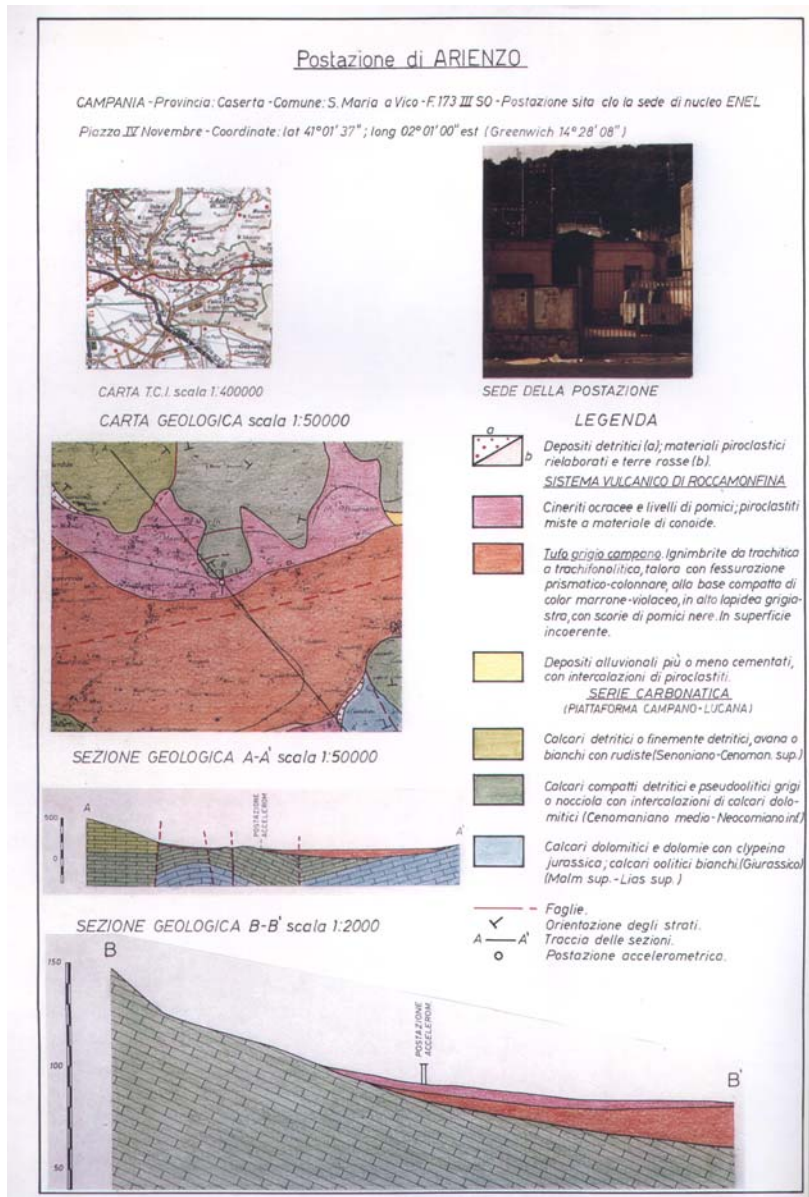 Postazione di ARIENZO
CAMPANIA - Provincia: Caserta - Comune: S. Maria a Vico - F. 173 III SO - Postazione sita c/o la sede di nucleo ENEL
Piazza IV Novembre - Coordinate: lat 41° 01' 37"; long 02° 01' 00" est (Greenwich 14° 28' 08")
CARTA T.C.I. scala 1:400000
SEDE DELLA POSTAZIONE
CARTA GEOLOGICA scala 1:50000
SEZIONE GEOLOGICA A-A' scala 1:50000
A
A'
500
0
POSTAZIONE
ACCELEROM.
LEGENDA
a
b
Depositi detritici (a); materiali piroclastici
rielaborati e terre rosse (b).
SISTEMA VULCANICO DI ROCCAMONFINA
Cineriti ocracee e livelli di pomici; piroclastiti
miste a materiale di conoide.
Tufo grigio campano. Ignimbrite da trachitica
a trachifonolitica, talora con fessurazione
prismatico-colonnare, alla base compatta di
color marrone-violaceo, in alto lapidea grigia-
stra, con scorie di pomici nere. In superficie
incoerente.
Depositi alluvionali più o meno cementati,
con intercalazioni di piroclastiti.
SERIE CARBONATICA
(PIATTAFORMA CAMPANO-LUCANA)
Calcari detritici o finemente detritici, avana o
bianchi con rudiste (Senoniano-Cenoman. sup.)
Calcari compatti detritici e pseudoolitici grigi
o nocciola con intercalazioni di calcari dolo-
mitici (Cenomaniano medio-Neocomiano inf.)
Calcari dolomitici e dolomie con clypeina
jurassica; calcari oolitici bianchi. (Giurassico)
(Malm sup. - Lias sup.)
Faglie.
Orientazione degli strati.
A A' Traccia delle sezioni.
Postazione accelerometrica.
SEZIONE GEOLOGICA B-B' scala 1:2000
B
B'
150
100
50
POSTAZIONE
ACCELEROM.